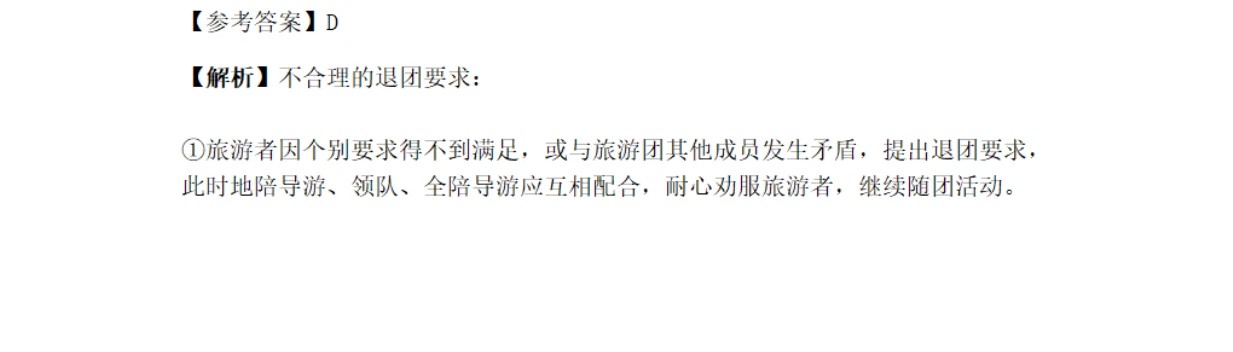 【参考答案】D
【解析】不合理的退团要求：
①旅游者因个别要求得不到满足，或与旅游团其他成员发生矛盾，提出退团要求，
此时地陪导游、领队、全陪导游应互相配合，耐心劝服旅游者，继续随团活动。